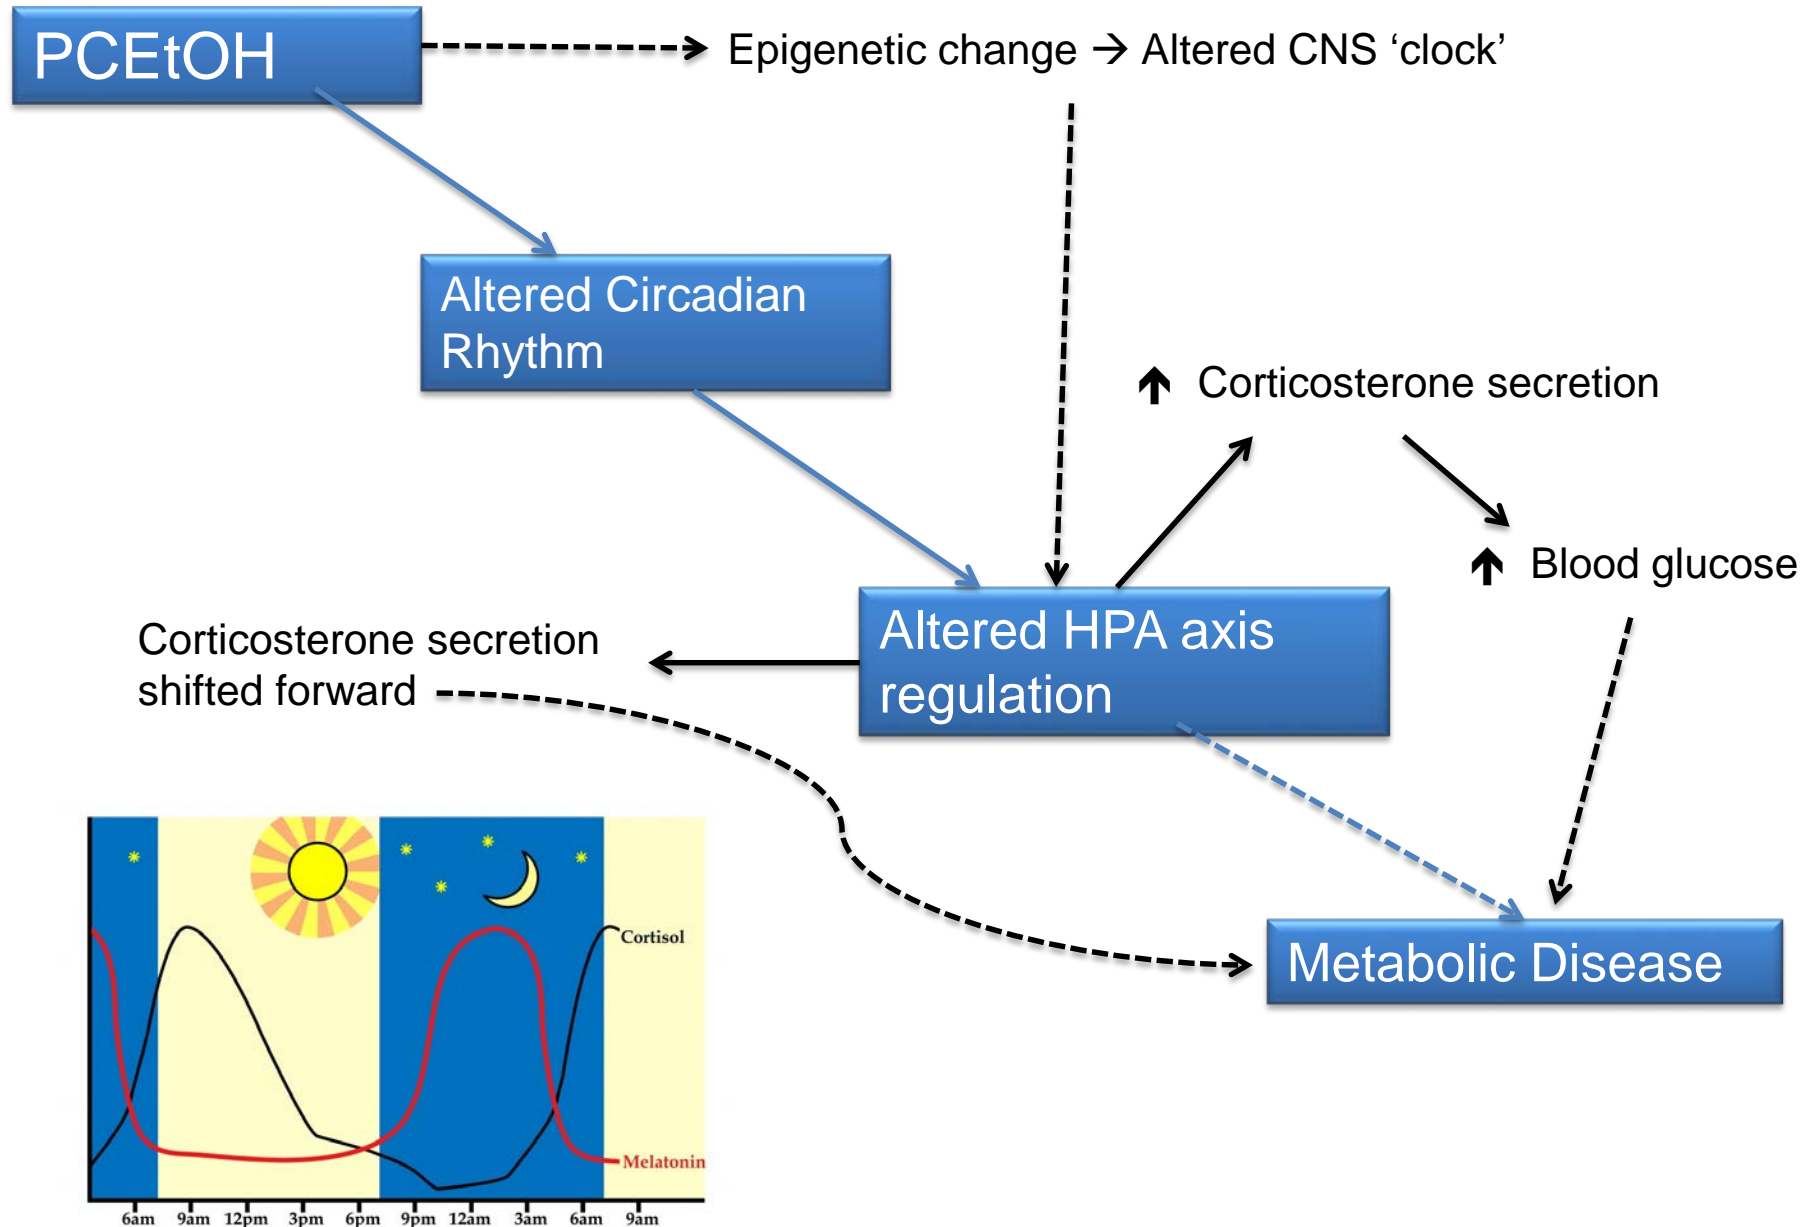 PCEtOH
Epigenetic change → Altered CNS ‘clock’
Altered Circadian
Rhythm
↑ Corticosterone secretion
↑ Blood glucose
Altered HPA axis
regulation
Corticosterone secretion
shifted forward
Metabolic Disease
Cortisol
Melatonin
6am 9am 12pm 3pm 6pm 9pm 12am 3am 6am 9am